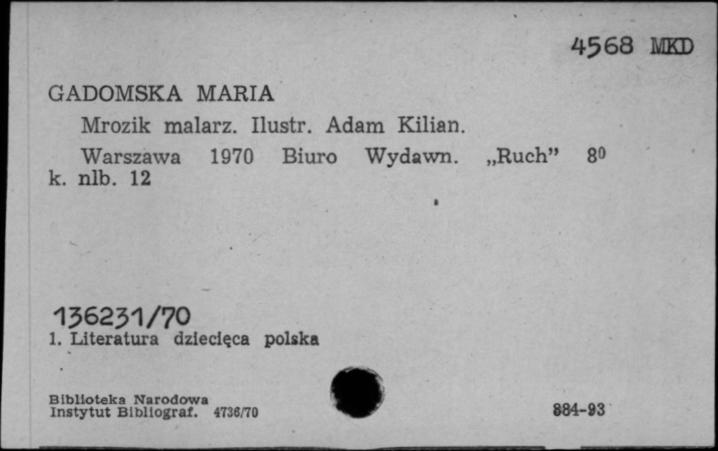 4568 MKD
GADOMSKA MARIA
Mrozik malarz. Ilustr. Adam Kilian.
Warszawa 1970 Biuro Wydawn. „Ruch” 8⁰
k. nlb. 12
136231/70
1. Literatura dziecięca polska
Biblioteka Narodowa
Instytut Bibliograf. 4736/70
884-93